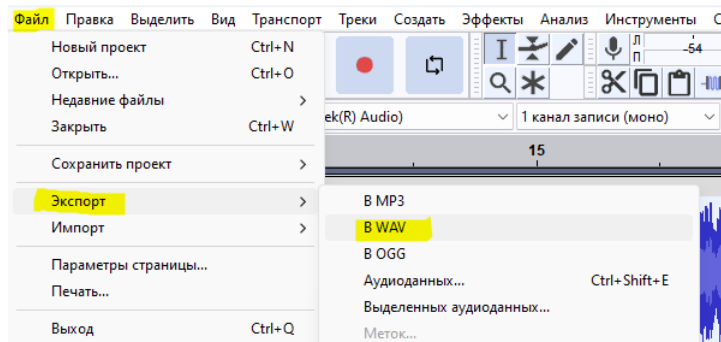 Файл Правка Выделить Вид Транспорт Треки Создать Эффекты Анализ Инструменты
Новый проект Ctrl+N
Открыть... Ctrl+O
Недавние файлы
Закрыть Ctrl+W
Сохранить проект
Экспорт
Импорт
Параметры страницы...
Печать...
Выход Ctrl+Q
Л
П
-54
ek(R) Audio) 1 канал записи (моно)
15
В MP3
В WAV
В OGG
Аудиоданных... Ctrl+Shift+E
Выделенных аудиоданных...
Меток...